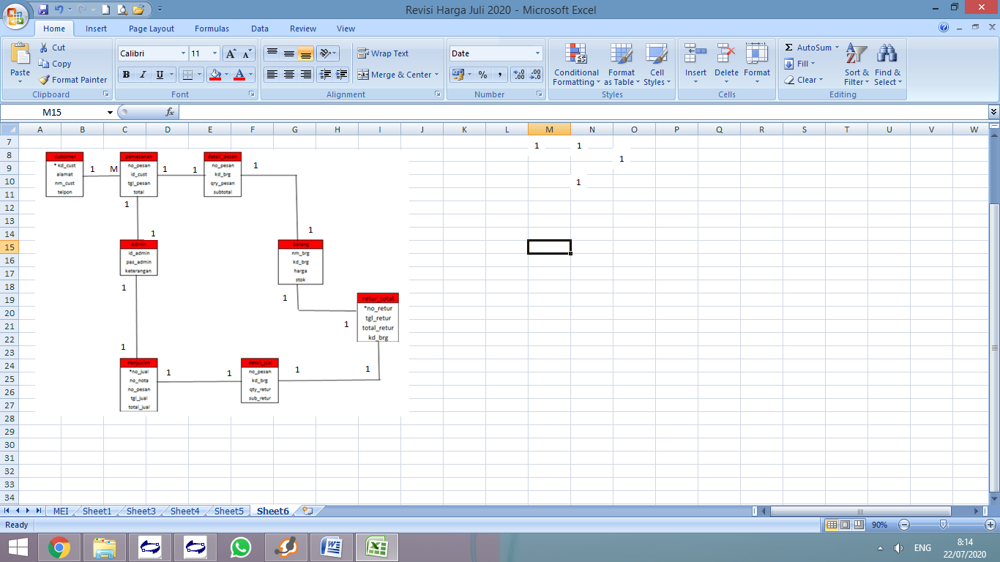 Revisi Harga Juli 2020 - Microsoft Excel
Home Insert Page Layout Formulas Data Review View
Paste
Cut
Copy
Format Painter
Clipboard
Calibri 11
B I U
Font
Wrap Text
Merge & Center
Alignment
Date
% ,
Number
Conditional Formatting
Format as Table
Cell Styles
Styles
Insert Delete Format
Cells
Σ AutoSum
Fill
Clear
Sort & Filter
Find & Select
Editing
M15 fx
A B C D E F G H I J K L M N O P Q R S T U V W
7
8
9
10
11
12
13
14
15
16
17
18
19
20
21
22
23
24
25
26
27
28
29
30
31
32
33
34
customer
* Kd_cust
alamat
nm_cust
telpon
1 M
pemesanan
no_pesan
id_cust
tgl_pesan
total
1 1
detail_pesan
no_pesan
kd_brg
qry_pesan
subtotal
1
1
1
1
Admin
id_admin
pas_admin
keterangan
barang
nm_brg
kd_brg
harga
stok
1
1
1
retur_total
*no_retur
tgl_retur
total_retur
kd_brg
1
Penjualan
*no_jual
no_nota
no_pesan
tgl_jual
total_jual
1 1
detail_jual
no_pesan
kd_brg
qty_retur
sub_retur
1 1
1 1
1
1
MEI Sheet1 Sheet3 Sheet4 Sheet5 Sheet6
Ready 90%
ENG
8:14
22/07/2020